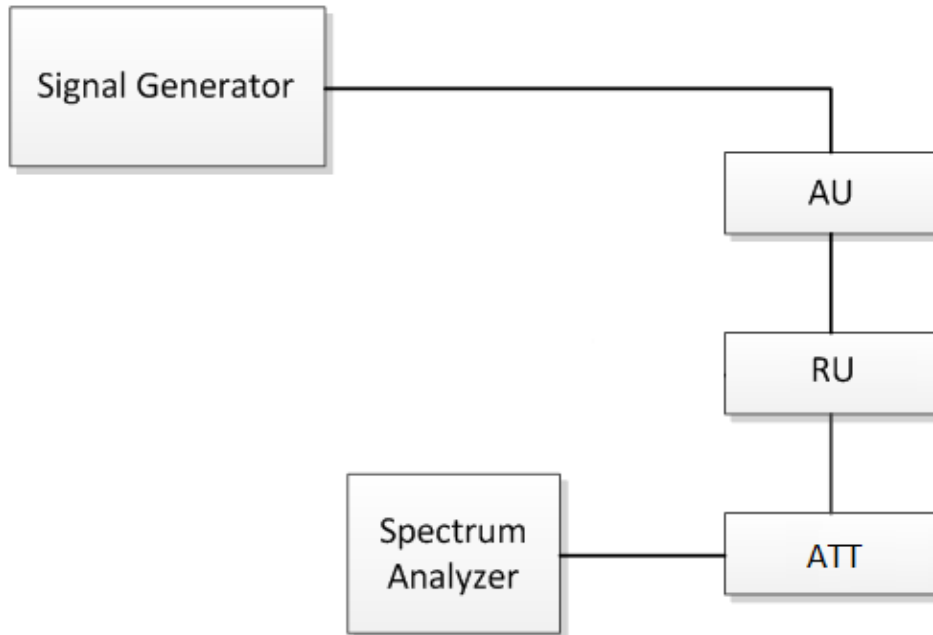 Signal Generator
AU
RU
Spectrum
Analyzer
ATT